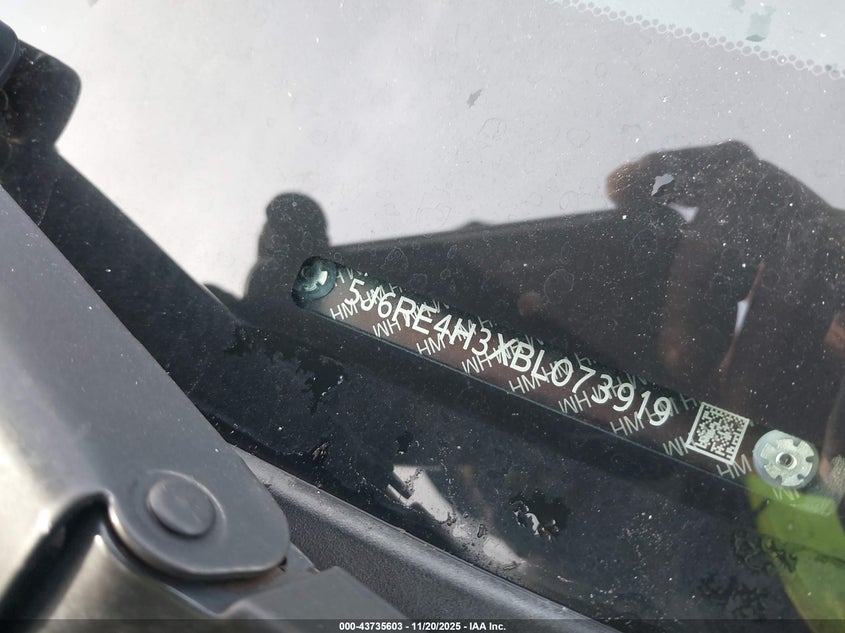 5J6RE4H3XBL073919
000-43735603 - 11/20/2025 - IAA Inc.